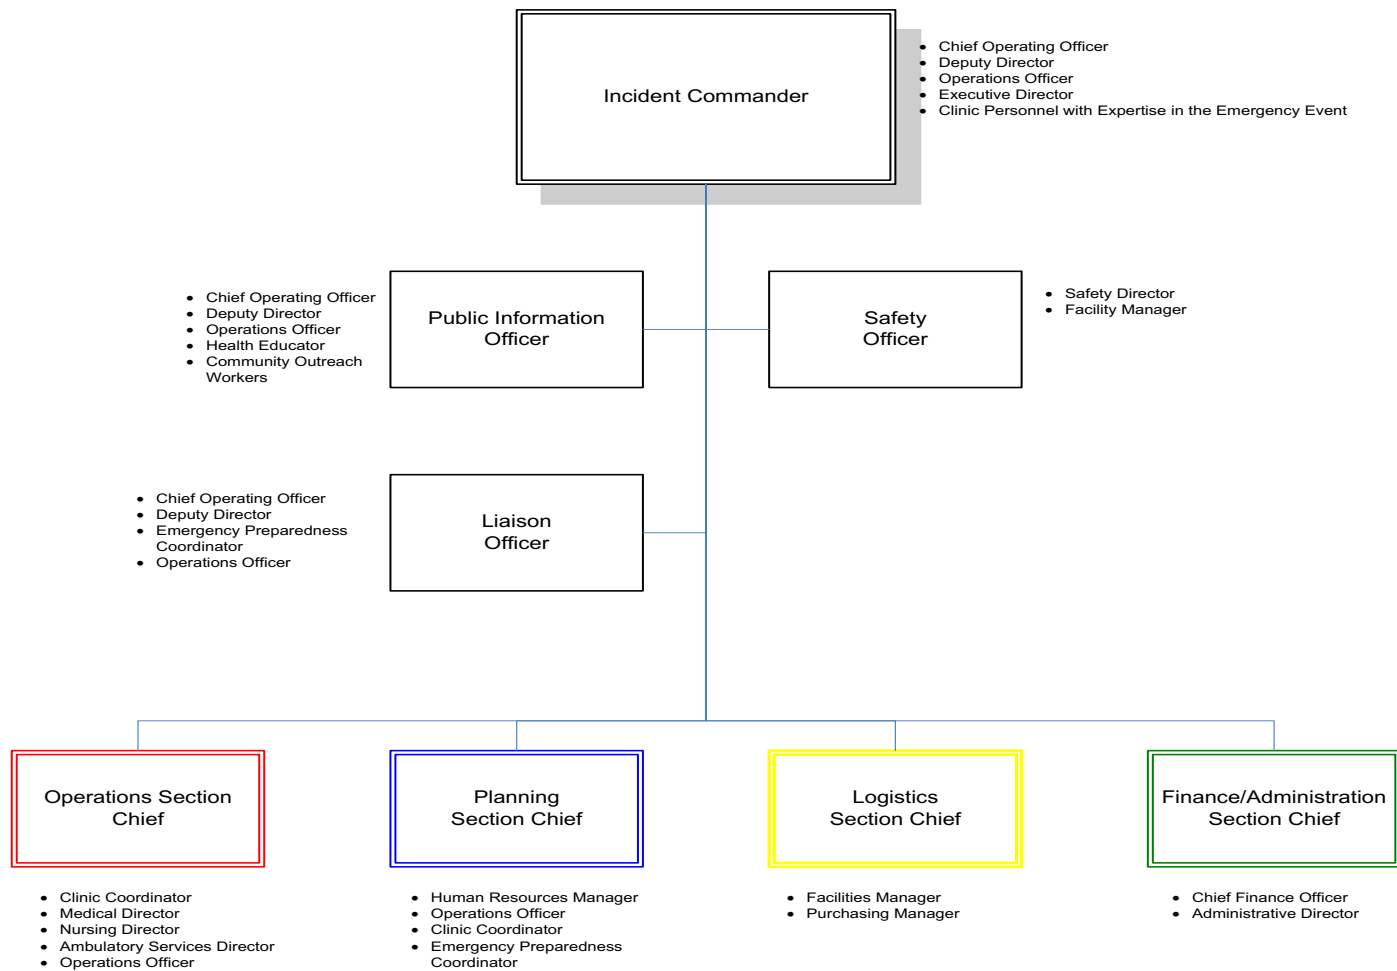 Incident Commander
• Chief Operating Officer
• Deputy Director
• Operations Officer
• Executive Director
• Clinic Personnel with Expertise in the Emergency Event
• Chief Operating Officer
• Deputy Director
• Operations Officer
• Health Educator
• Community Outreach
Workers
Public Information
Officer
Safety
Officer
• Safety Director
• Facility Manager
• Chief Operating Officer
• Deputy Director
• Emergency Preparedness
Coordinator
• Operations Officer
Liaison
Officer
Operations Section
Chief
• Clinic Coordinator
• Medical Director
• Nursing Director
• Ambulatory Services Director
• Operations Officer
Planning
Section Chief
• Human Resources Manager
• Operations Officer
• Clinic Coordinator
• Emergency Preparedness
Coordinator
Logistics
Section Chief
• Facilities Manager
• Purchasing Manager
Finance/Administration
Section Chief
• Chief Finance Officer
• Administrative Director